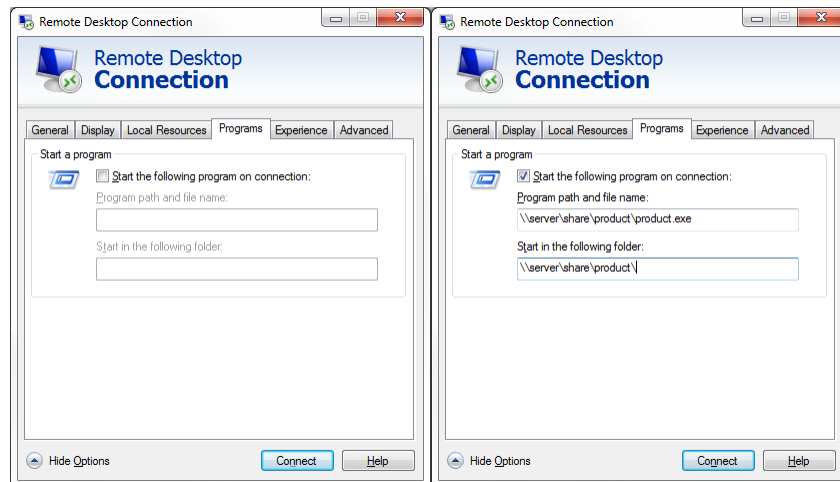 Remote Desktop Connection
Remote Desktop
Connection
General Display Local Resources Programs Experience Advanced
Start a program
Start the following program on connection:
Program path and file name:
Start in the following folder:
Hide Options
Connect Help
Remote Desktop Connection
Remote Desktop
Connection
General Display Local Resources Programs Experience Advanced
Start a program
Start the following program on connection:
Program path and file name:
\\server\share\product\product.exe
Start in the following folder:
\\server\share\product\
Hide Options
Connect Help